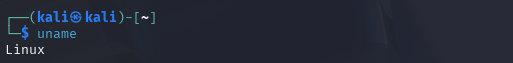 ┌──(kali㉿kali)-[~]
└─$ uname
Linux